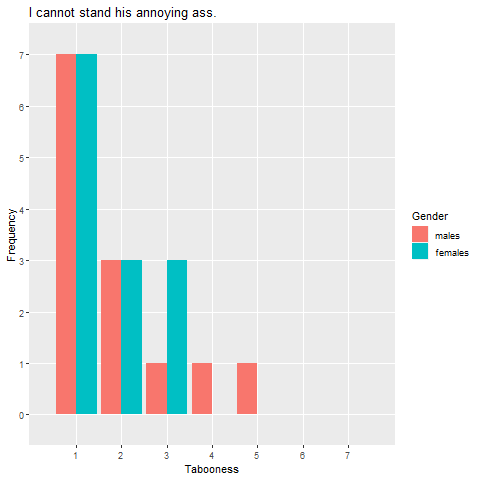 I cannot stand his annoying ass.
7
6
5
4
3
2
1
0
Frequency
1 2 3 4 5 6 7
Tabooness
Gender
males
females